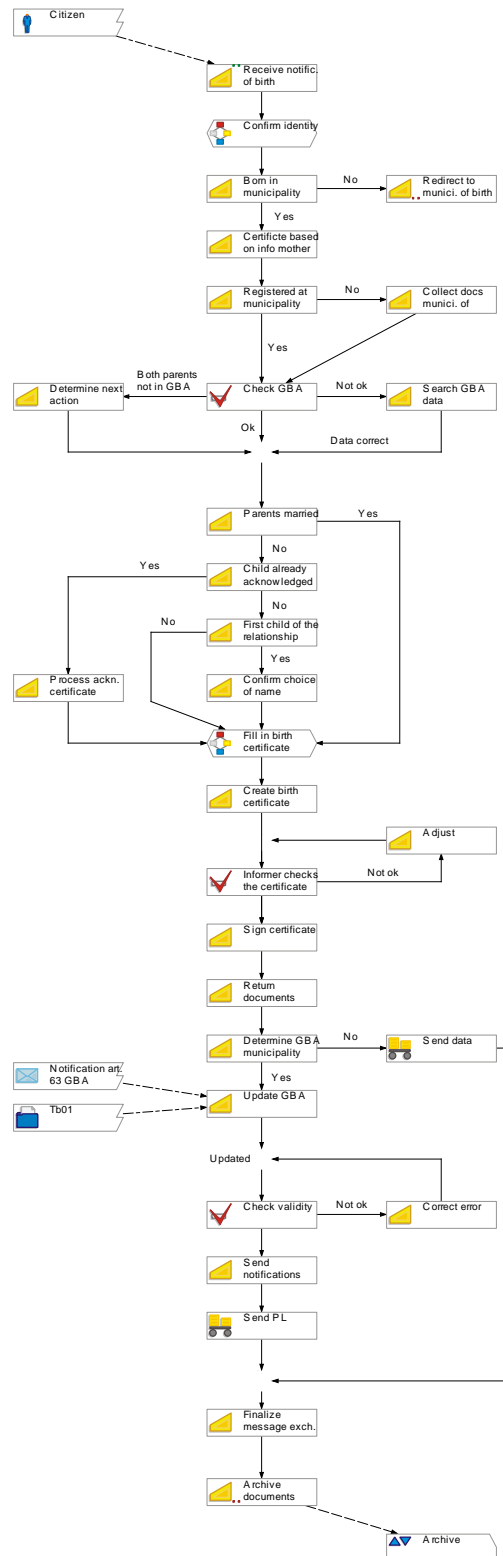 Citizen
Receive notific.
of birth
Confirm identity
Born in
municipality
No
Redirect to
munici. of birth
Yes
Certificte based
on info mother
Registered at
municipality
No
Collect docs
munici. of
Yes
Both parents
not in GBA
Determine next
action
Check GBA
Not ok
Search GBA
data
Ok
Data correct
Parents married
Yes
No
Yes
Child already
acknowledged
No
No
First child of the
relationship
Yes
Process ackn.
certificate
Confirm choice
of name
Fill in birth
certificate
Create birth
certificate
Adjust
Informer checks
the certificate
Not ok
Sign certificate
Return
documents
Determine GBA
municipality
No
Send data
Yes
Notification art.
63 GBA
Update GBA
Tb01
Updated
Check validity
Not ok
Correct error
Send
notifications
Send PL
Finalize
message exch.
Archive
documents
Archive